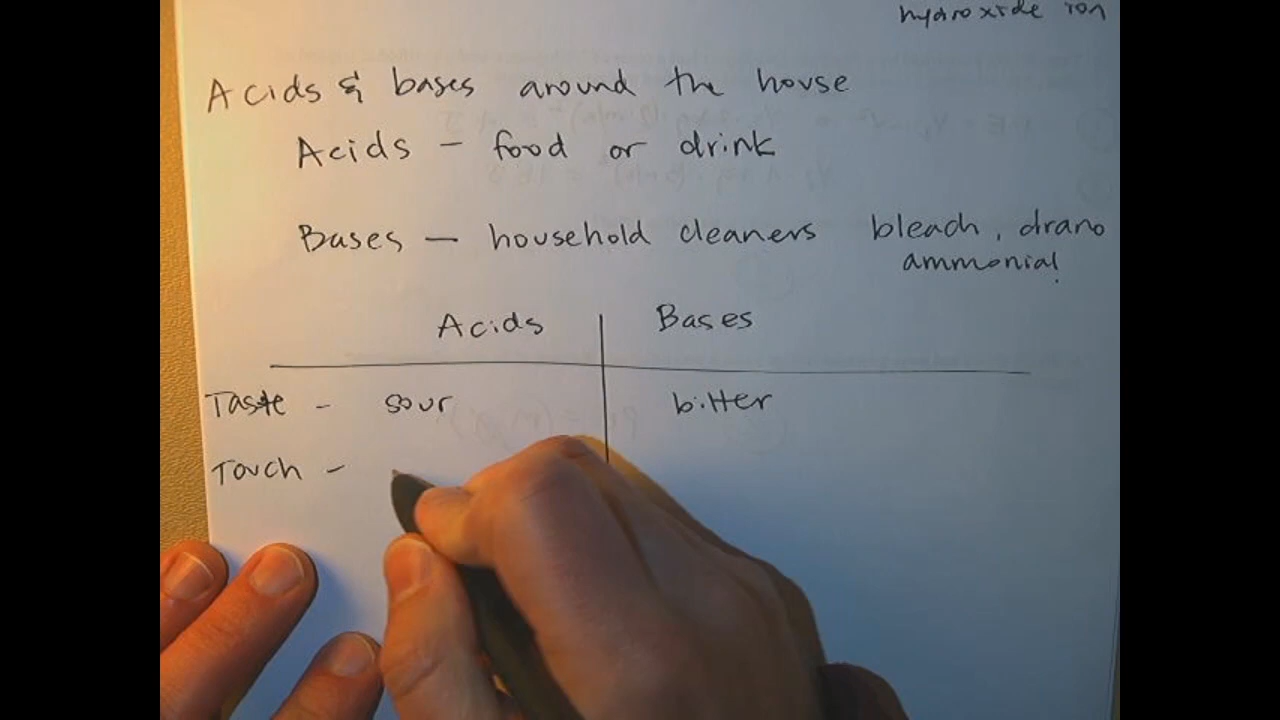 hydroxide ion
Acids & bases around the house
Acids – food or drink
Bases — household cleaners bleach, drano
ammonia!
Acids Bases
Taste - sour bitter
Touch -